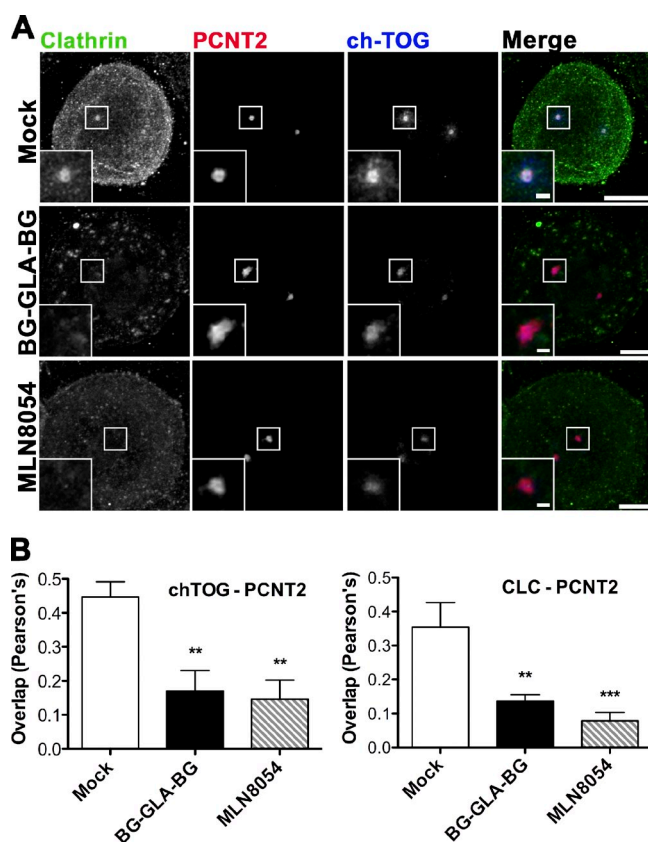 A
Clathrin PCNT2 ch-TOG Merge
Mock
BG-GLA-BG
MLN8054
B
chTOG - PCNT2
Overlap (Pearson's)
0.5
0.4
0.3
0.2
0.1
0.0
** **
Mock BG-GLA-BG MLN8054
CLC - PCNT2
Overlap (Pearson's)
0.5
0.4
0.3
0.2
0.1
0.0
** ***
Mock BG-GLA-BG MLN8054